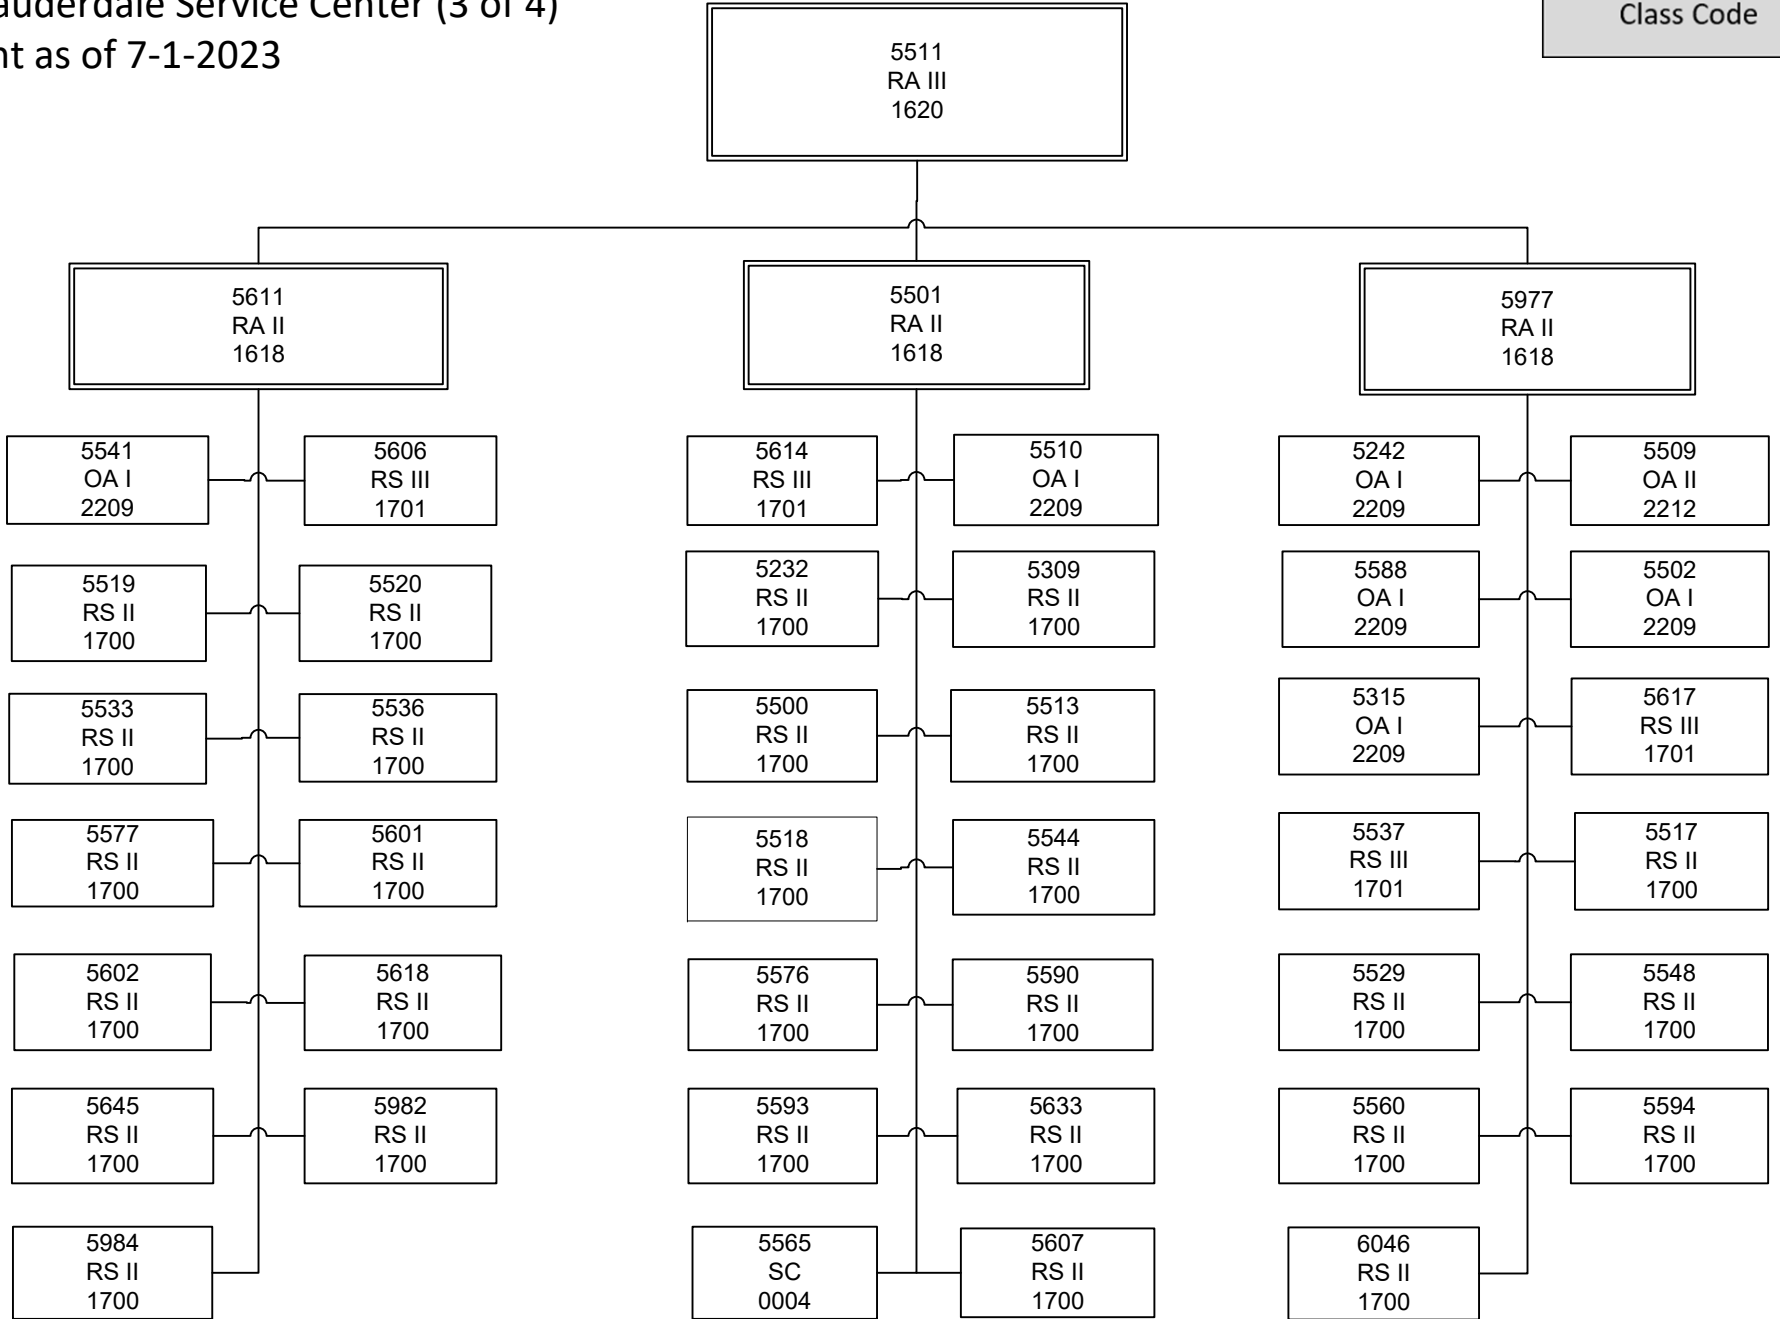 Service Center (3 of 4)
as of 7-1-2023
Class Code
5511
RA III
1620
5611
RA II
1618
5501
RA II
1618
5977
RA II
1618
5541
OA I
2209
5606
RS III
1701
5614
RS III
1701
5510
OA I
2209
5242
OA I
2209
5509
OA II
2212
5519
RS II
1700
5520
RS II
1700
5232
RS II
1700
5309
RS II
1700
5588
OA I
2209
5502
OA I
2209
5533
RS II
1700
5536
RS II
1700
5500
RS II
1700
5513
RS II
1700
5315
OA I
2209
5617
RS III
1701
5577
RS II
1700
5601
RS II
1700
5518
RS II
1700
5544
RS II
1700
5537
RS III
1701
5517
RS II
1700
5602
RS II
1700
5618
RS II
1700
5576
RS II
1700
5590
RS II
1700
5529
RS II
1700
5548
RS II
1700
5645
RS II
1700
5982
RS II
1700
5593
RS II
1700
5633
RS II
1700
5560
RS II
1700
5594
RS II
1700
5984
RS II
1700
5565
SC
0004
5607
RS II
1700
6046
RS II
1700